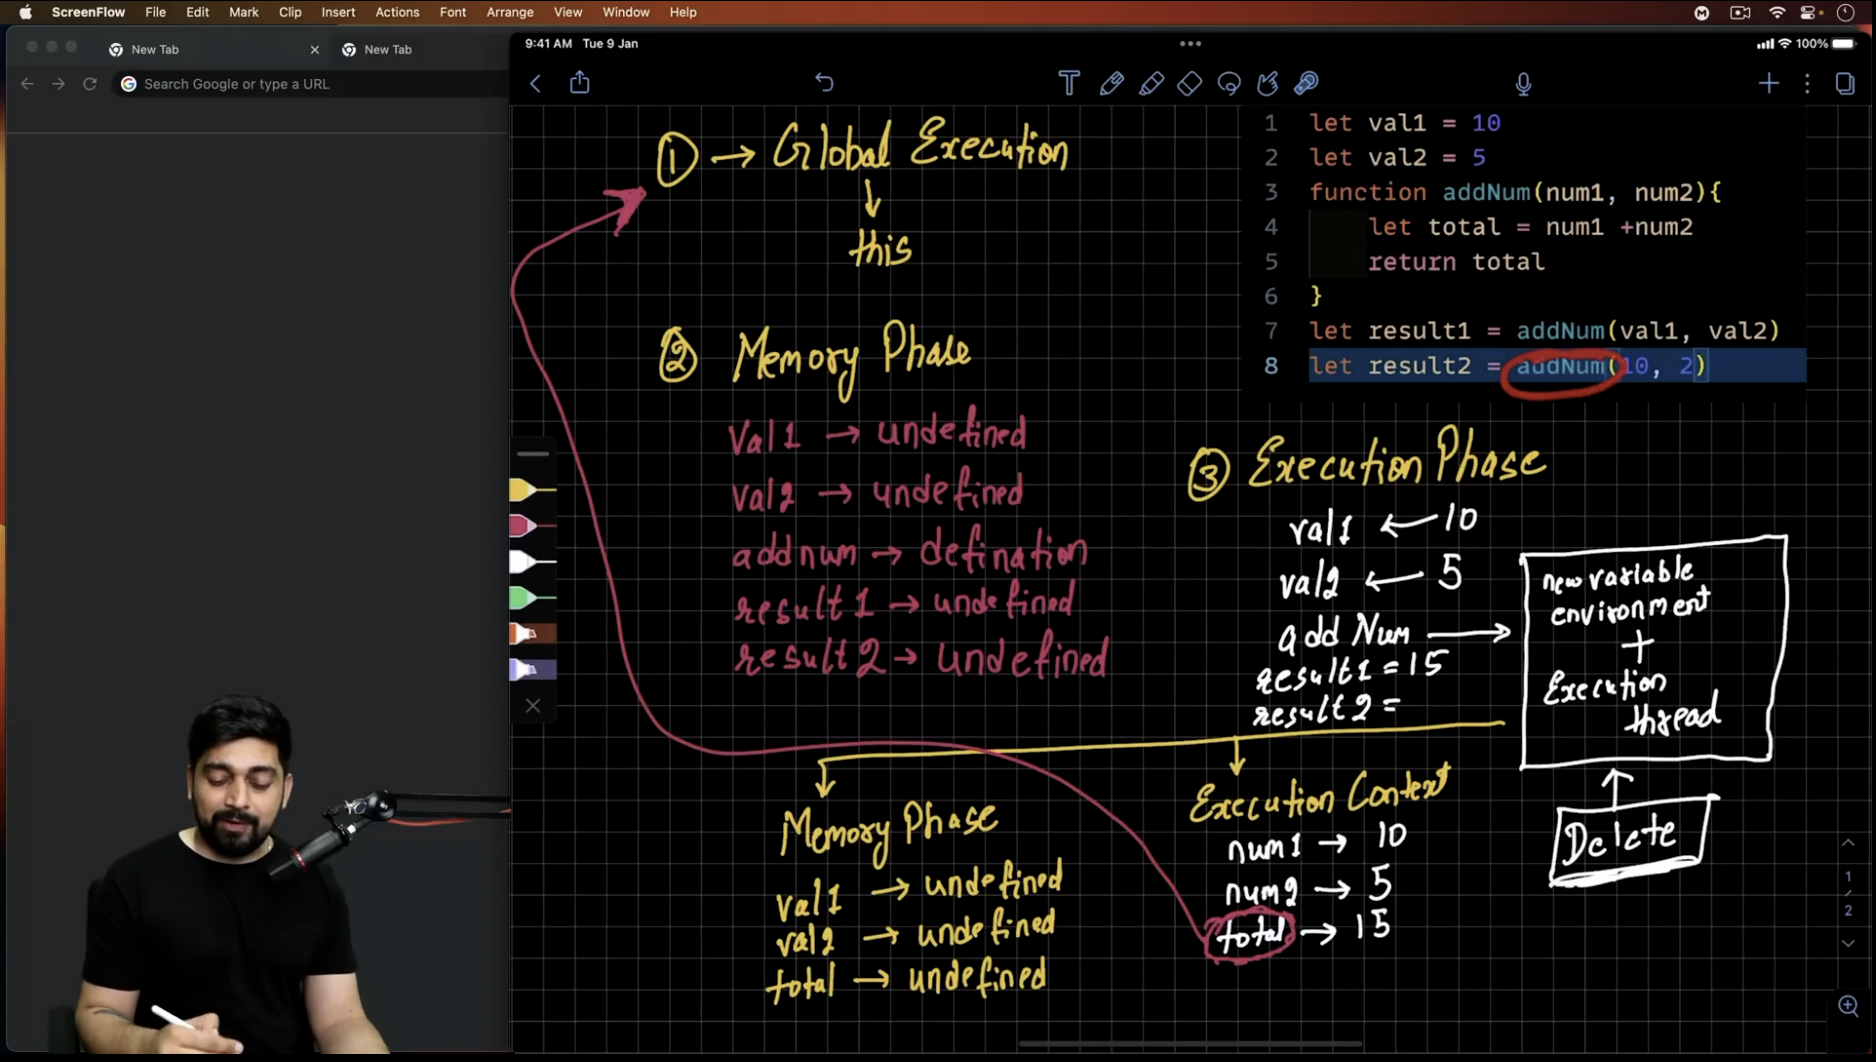 ScreenFlow File Edit Mark Clip Insert Actions Font Arrange View Window Help
New Tab
New Tab
Search Google or type a URL
9:41 AM Tue 9 Jan
100%
① → Global Execution
↓
this
② Memory Phase
Val1 → undefined
val2 → undefined
addnum → defination
result1 → undefined
result2 → undefined
1 let val1 = 10
2 let val2 = 5
3 function addNum(num1, num2){
4 let total = num1 +num2
5 return total
6 }
7 let result1 = addNum(val1, val2)
8 let result2 = addNum(10, 2)
③ Execution Phase
val1 ← 10
val2 ← 5
add Num →
result1 = 15
result2 =
new variable
environment
+
Execution
thread
Delete
Memory Phase
val1 → undefined
val2 → undefined
total → undefined
Execution Context
num1 → 10
num2 → 5
total → 15
1
/
2